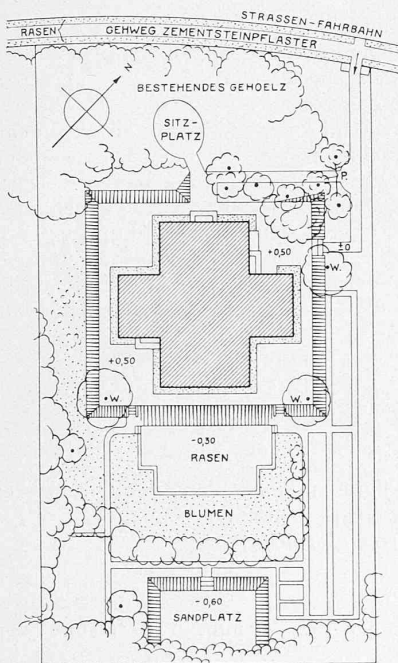 STRASSEN-FAHRBAHN
RASEN
GEHWEG ZEMENTSTEINPFLASTER
N
BESTEHENDES GEHOELZ
SITZ-
PLATZ
P.
+0,50
±0
W.
+0,50
W.
W.
-0,30
RASEN
BLUMEN
-0,60
SANDPLATZ